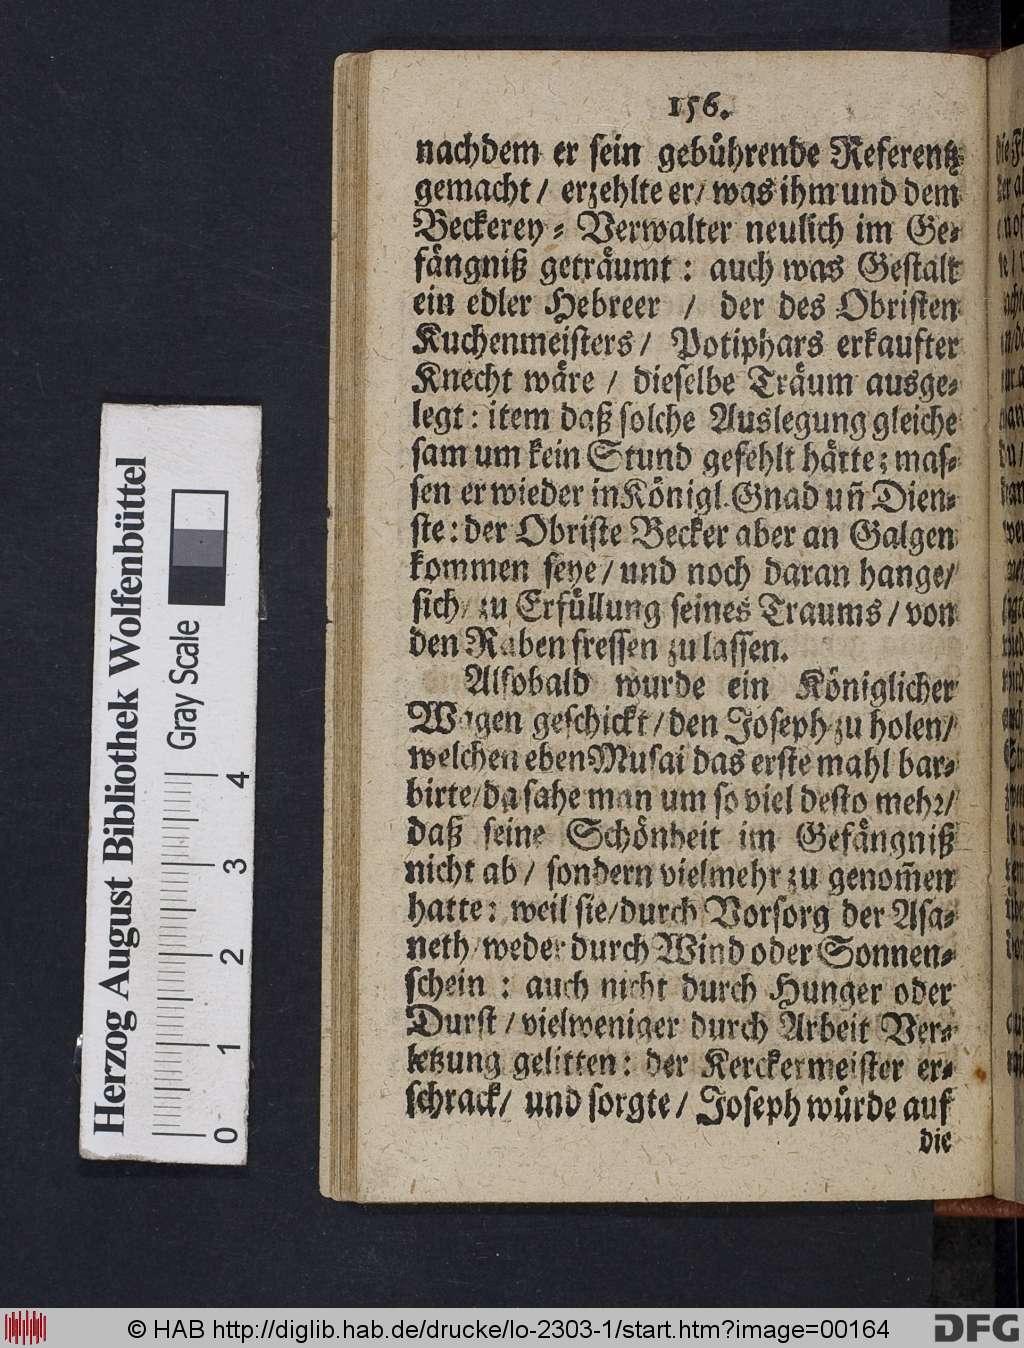 156.
nachdem er sein gebührende Referentz
gemacht / erzehlte er / was ihm und dem
Beckerey = Verwalter neulich im Ge=
fängniß geträumt : auch was Gestalt
ein edler Hebreer / der des Obristen
Kuchenmeisters / Potiphars erkauffter
Knecht wäre / dieselbe Träum ausge=
legt : item daß solche Auslegung gleiche
sam um kein Stund gefehlt hätte; mas=
sen er wieder in Königl. Gnad uñ Dien=
ste : der Obriste Becker aber an Galgen
kommen seye / und noch daran hange /
sich / zu Erfüllung seines Traums / von
den Raben fressen zu lassen.
Alsobald wurde ein Königlicher
Wagen geschickt / den Joseph zu holen /
welchen eben Musai das erste mahl bar=
birte / da sahe man um so viel desto mehr /
daß seine Schönheit im Gefängniß
nicht ab / sondern vielmehr zu genom̃en
hatte : weil sie / durch Vorsorg der Asa=
neth / weder durch Wind oder Sonnen=
schein : auch nicht durch Hunger oder
Durst / vielweniger durch Arbeit Ver=
letzung gelitten : der Kerckermeister er=
schrack / und sorgte / Joseph würde auf
die
Herzog August Bibliothek Wolfenbüttel
Gray Scale
0 1 2 3 4
© HAB http://diglib.hab.de/drucke/lo-2303-1/start.htm?image=00164
DFG